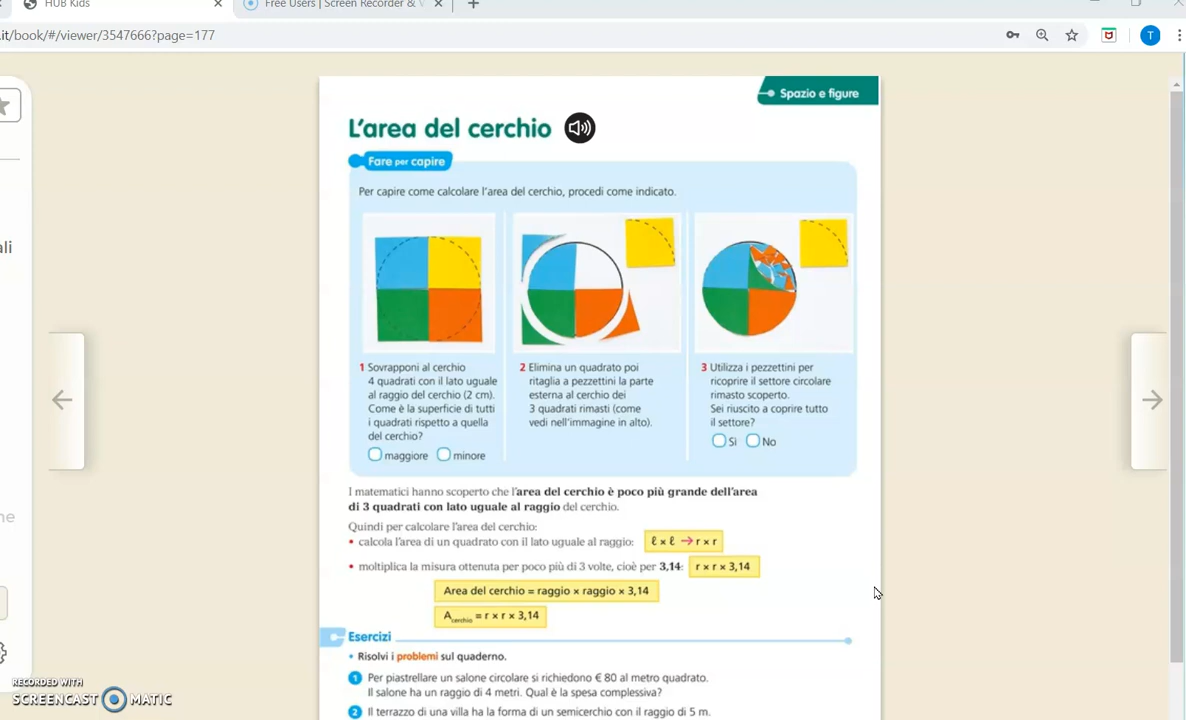 HUB Kids
Free Users | Screen Recorder &
.it/book/#/viewer/3547666?page=177
T
Spazio e figure
L'area del cerchio
Fare per capire
Per capire come calcolare l'area del cerchio, procedi come indicato.
1 Sovrapponi al cerchio
4 quadrati con il lato uguale
al raggio del cerchio (2 cm).
Come è la superficie di tutti
i quadrati rispetto a quella
del cerchio?
maggiore minore
2 Elimina un quadrato poi
ritaglia a pezzettini la parte
esterna al cerchio dei
3 quadrati rimasti (come
vedi nell'immagine in alto).
3 Utilizza i pezzettini per
ricoprire il settore circolare
rimasto scoperto.
Sei riuscito a coprire tutto
il settore?
Sì No
I matematici hanno scoperto che l'area del cerchio è poco più grande dell'area
di 3 quadrati con lato uguale al raggio del cerchio.
Quindi per calcolare l'area del cerchio:
• calcola l'area di un quadrato con il lato uguale al raggio: ℓ × ℓ → r × r
• moltiplica la misura ottenuta per poco più di 3 volte, cioè per 3,14: r × r × 3,14
Area del cerchio = raggio × raggio × 3,14
A cerchio = r × r × 3,14
Esercizi
• Risolvi i problemi sul quaderno.
1 Per piastrellare un salone circolare si richiedono € 80 al metro quadrato.
Il salone ha un raggio di 4 metri. Qual è la spesa complessiva?
2 Il terrazzo di una villa ha la forma di un semicerchio con il raggio di 5 m.
ali
ne
RECORDED WITH
SCREENCAST MATIC